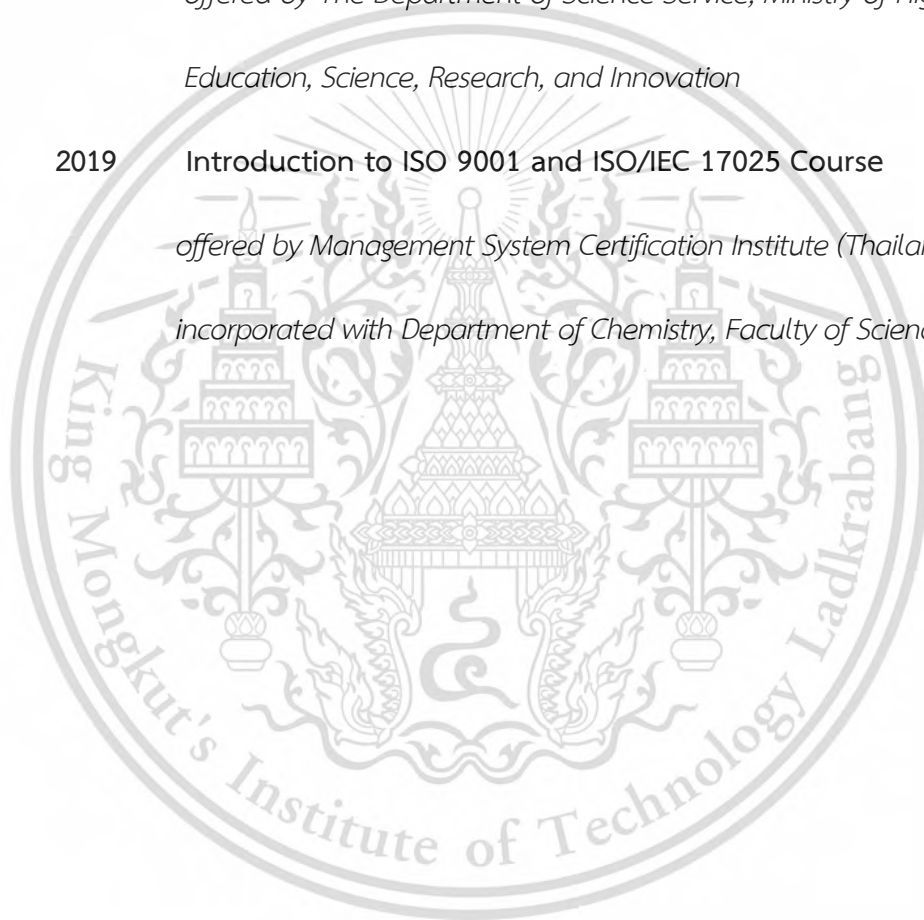 offered by The Department of Science Service, Ministry of
Education, Science, Research, and Innovation
2019 Introduction to ISO 9001 and ISO/IEC 17025 Course
offered by Management System Certification Institute
incorporated with Department of Chemistry, Faculty of
King Mongkut's Institute of Technology Ladkrabang